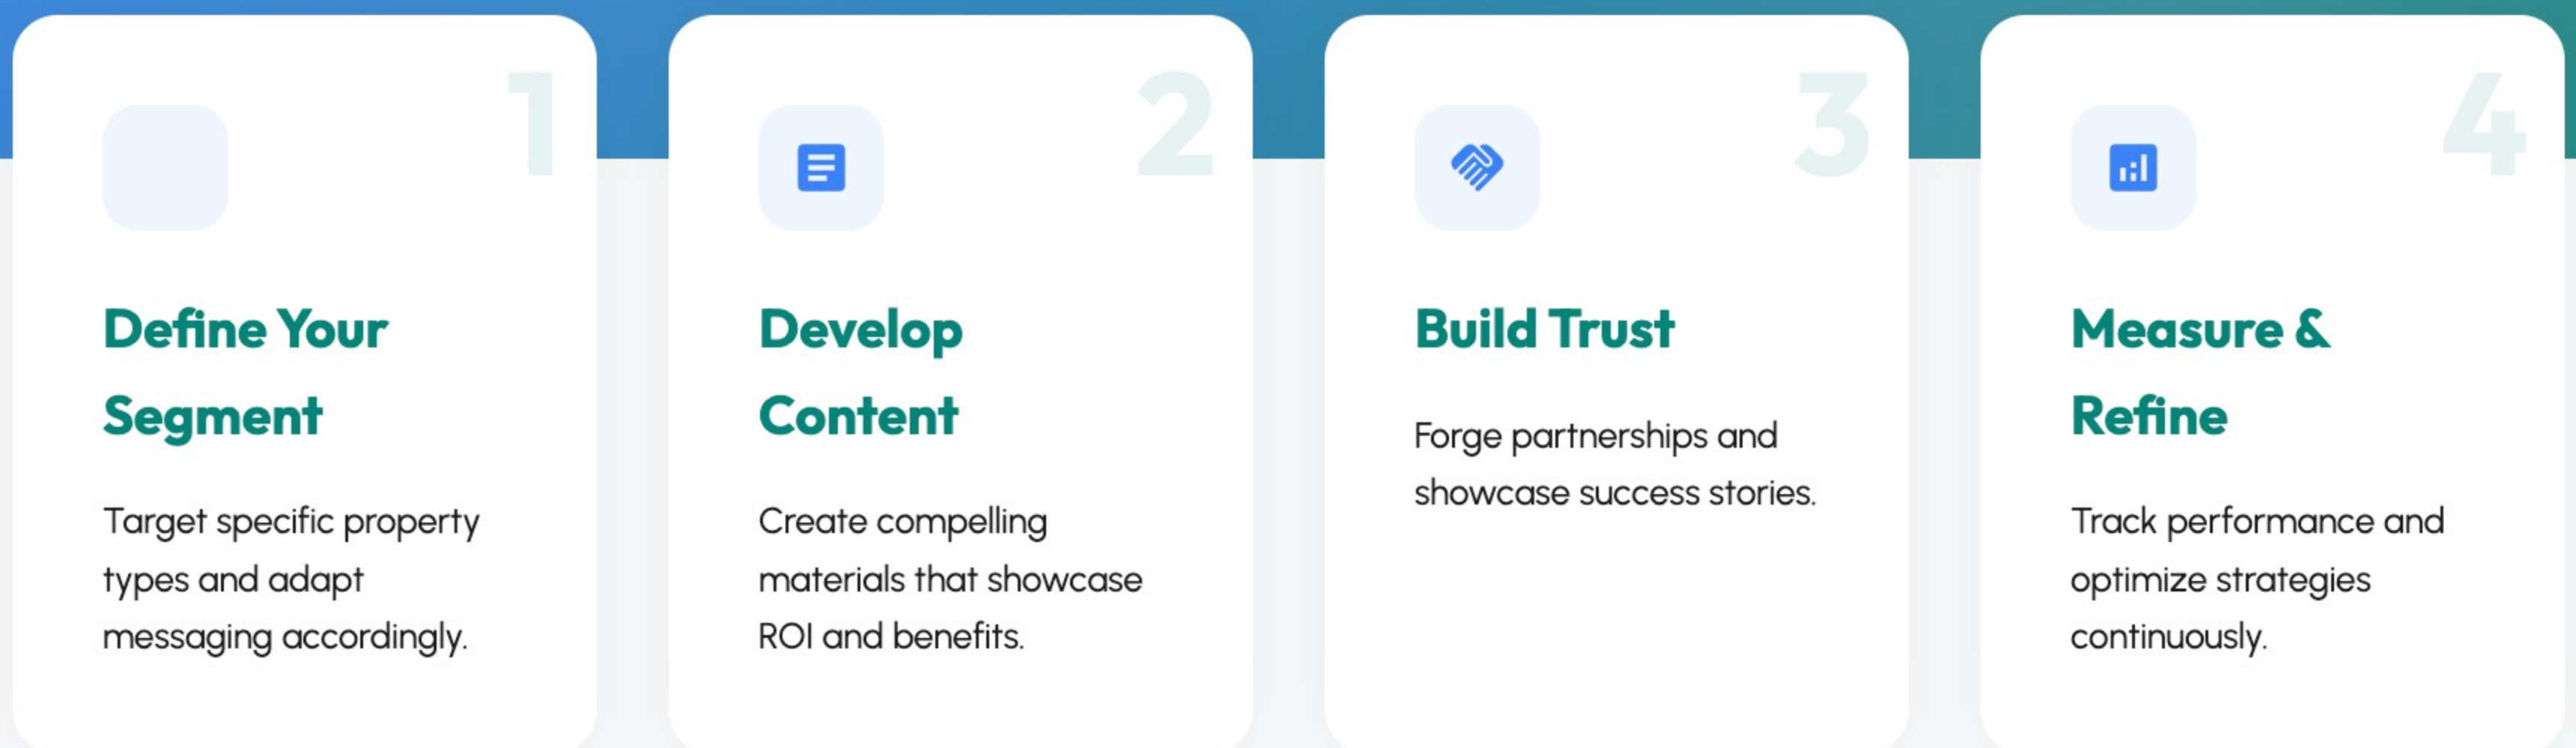 1
Define Your
Segment
Target specific property
types and adapt
messaging accordingly.
2
Develop
Content
Create compelling
materials that showcase
ROI and benefits.
3
Build Trust
Forge partnerships and
showcase success stories.
4
Measure &
Refine
Track performance and
optimize strategies
continuously.